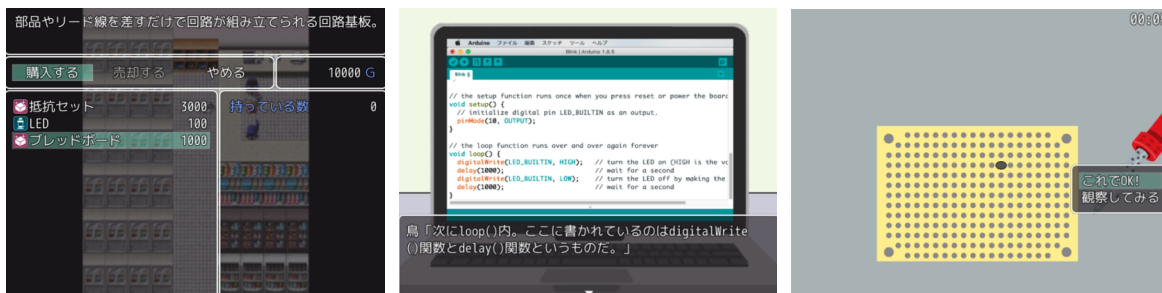 部品やリード線を差すだけで回路が組み立てられる回路基板。
購入する 売却する やめる 10000 G
抵抗セット 3000
LED 100
ブレッドボード 1000
持っている数 0
Arduino ファイル 編集 スケッチ ツール ヘルプ
Blink | Arduino 1.8.5
Blink §
// the setup function runs once when you press reset or power the board
void setup() {
// initialize digital pin LED_BUILTIN as an output.
pinMode(10, OUTPUT);
}
// the loop function runs over and over again forever
void loop() {
digitalWrite(LED_BUILTIN, HIGH); // turn the LED on (HIGH is the vo
delay(1000); // wait for a second
digitalWrite(LED_BUILTIN, LOW); // turn the LED off by making the
delay(1000); // wait for a second
}
鳥「次にloop()内。ここに書かれているのはdigitalWrite
()関数とdelay()関数というものだ。」
これでOK!
観察してみる